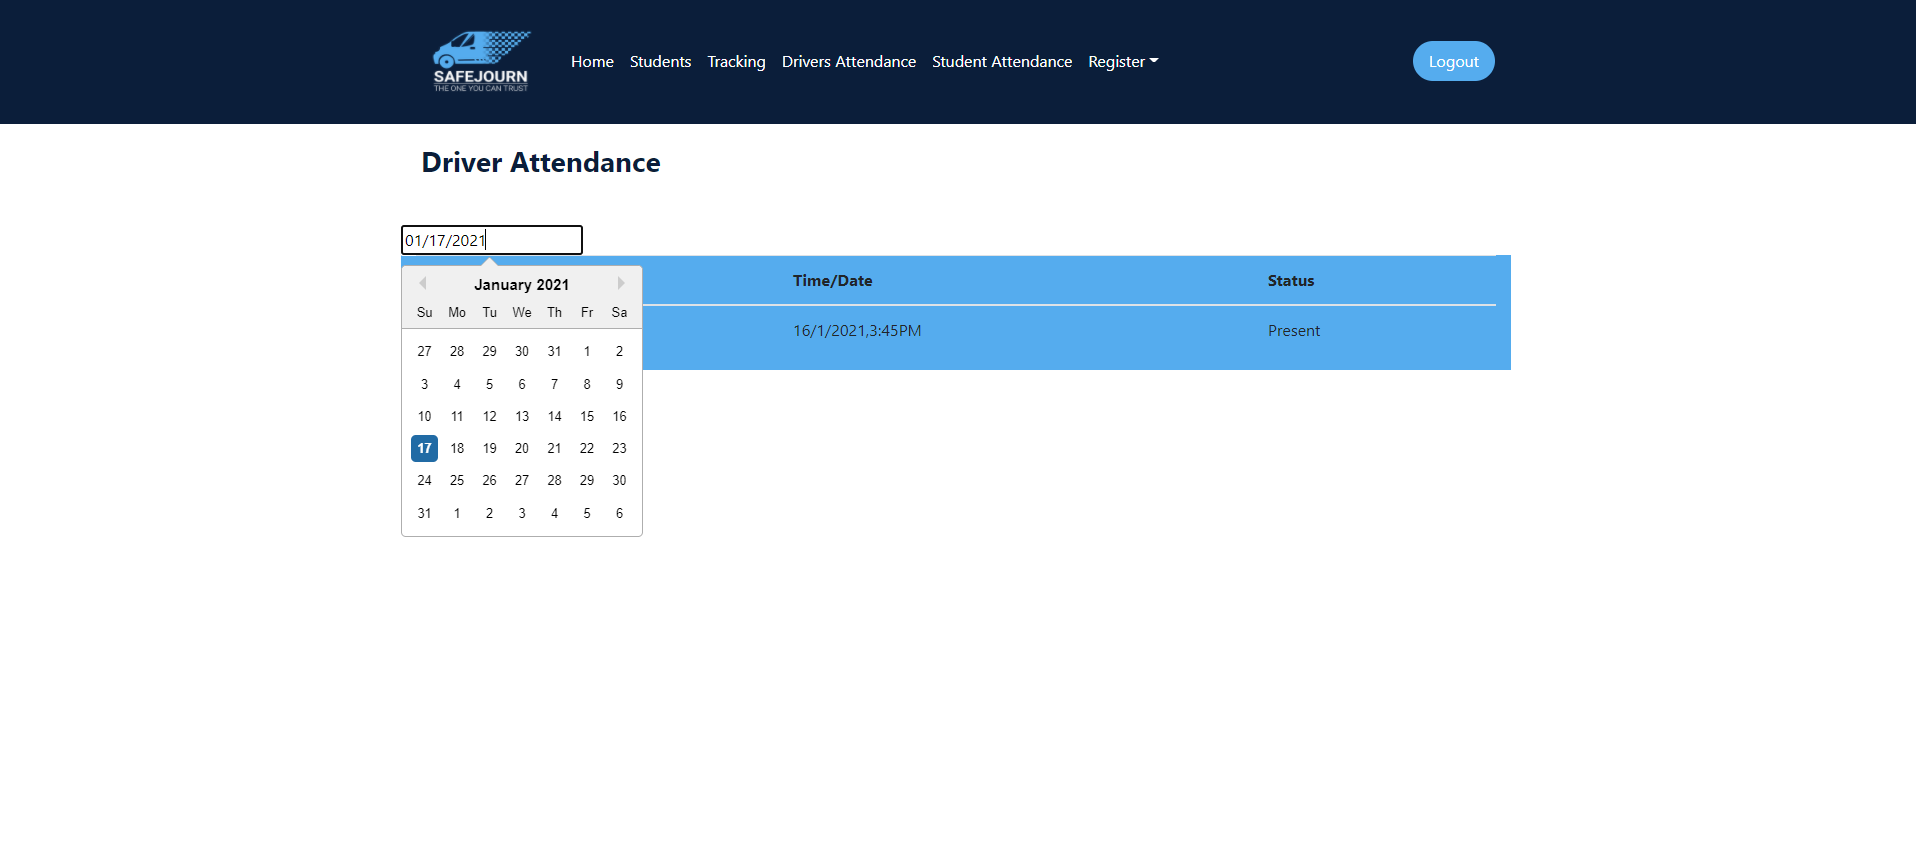 SAFEJOURN
THE ONE YOU CAN TRUST
Home Students Tracking Drivers Attendance Student Attendance Register Logout
Driver Attendance
01/17/2021
Time/Date Status
16/1/2021,3:45PM Present
January 2021
Su Mo Tu We Th Fr Sa
27 28 29 30 31 1 2
3 4 5 6 7 8 9
10 11 12 13 14 15 16
17 18 19 20 21 22 23
24 25 26 27 28 29 30
31 1 2 3 4 5 6